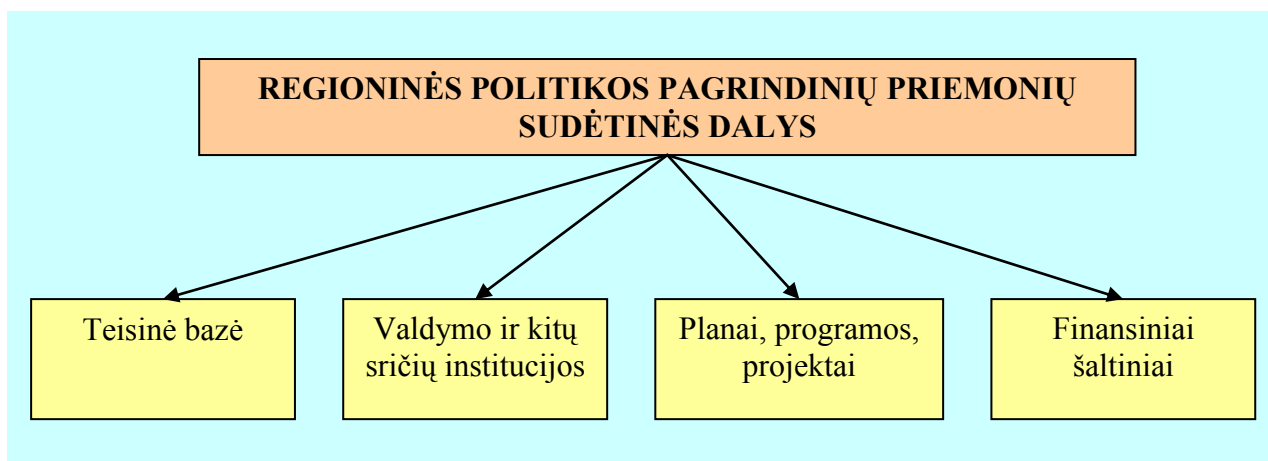 REGIONINĖS POLITIKOS PAGRINDINIŲ PRIEMONIŲ
SUDĖTINĖS DALYS
Teisinė bazė
Valdymo ir kitų
sričių institucijos
Planai, programos,
projektai
Finansiniai
šaltiniai